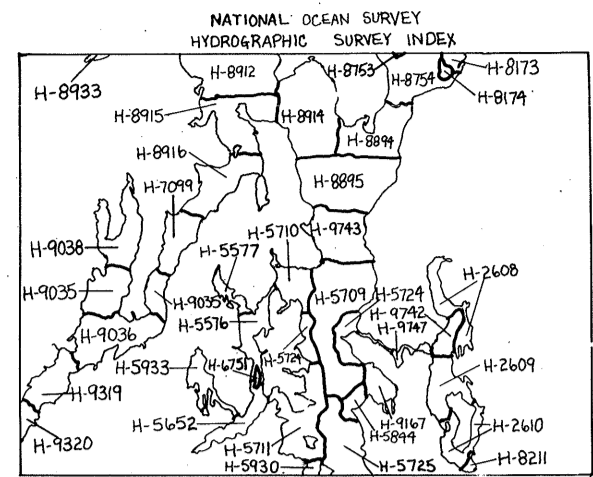 NATIONAL OCEAN SURVEY
HYDROGRAPHIC SURVEY INDEX
H-8933
H-8912
H-8753
H-8754
H-8173
H-8174
H-8915
H-8914
H-8894
H-8916
H-7099
H-8895
H-9038
H-5577
H-5710
H-9743
H-2608
H-9035
H-9035
H-5709
H-5724
H-9742
H-9747
H-9036
H-5576
H-5933
H-6751
H-5724
H-2609
H-9319
H-5652
H-9167
H-5844
H-2610
H-9320
H-5711
H-5930
H-5725
H-8211